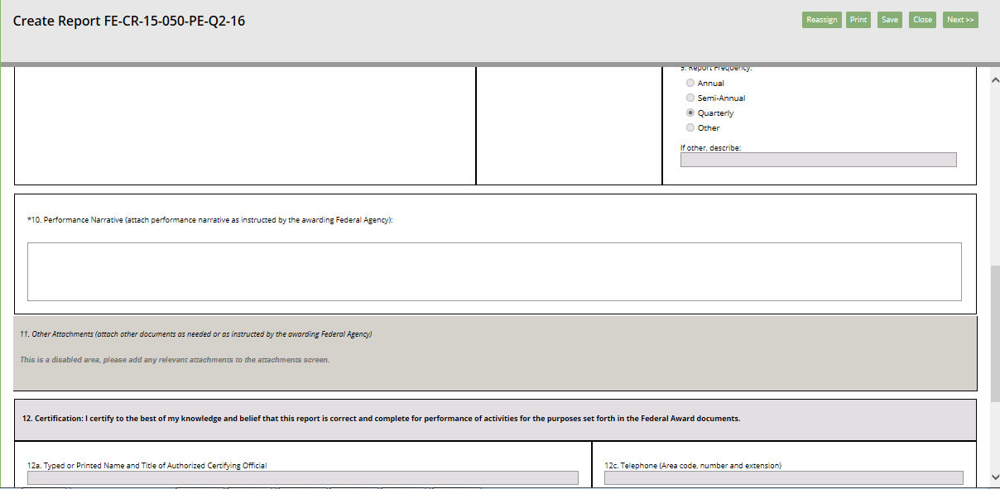 Create Report FE-CR-15-050-PE-Q2-16
Reassign
Print
Save
Close
Next >>
9. Report Frequency:
Annual
Semi-Annual
Quarterly
Other
If other, describe:
*10. Performance Narrative (attach performance narrative as instructed by the awarding Federal Agency):
11. Other Attachments (attach other documents as needed or as instructed by the awarding Federal Agency)
This is a disabled area, please add any relevant attachments to the attachments screen.
12. Certification: I certify to the best of my knowledge and belief that this report is correct and complete for performance of activities for the purposes set forth in the Federal Award documents.
12a. Typed or Printed Name and Title of Authorized Certifying Official
12c. Telephone (Area code, number and extension)